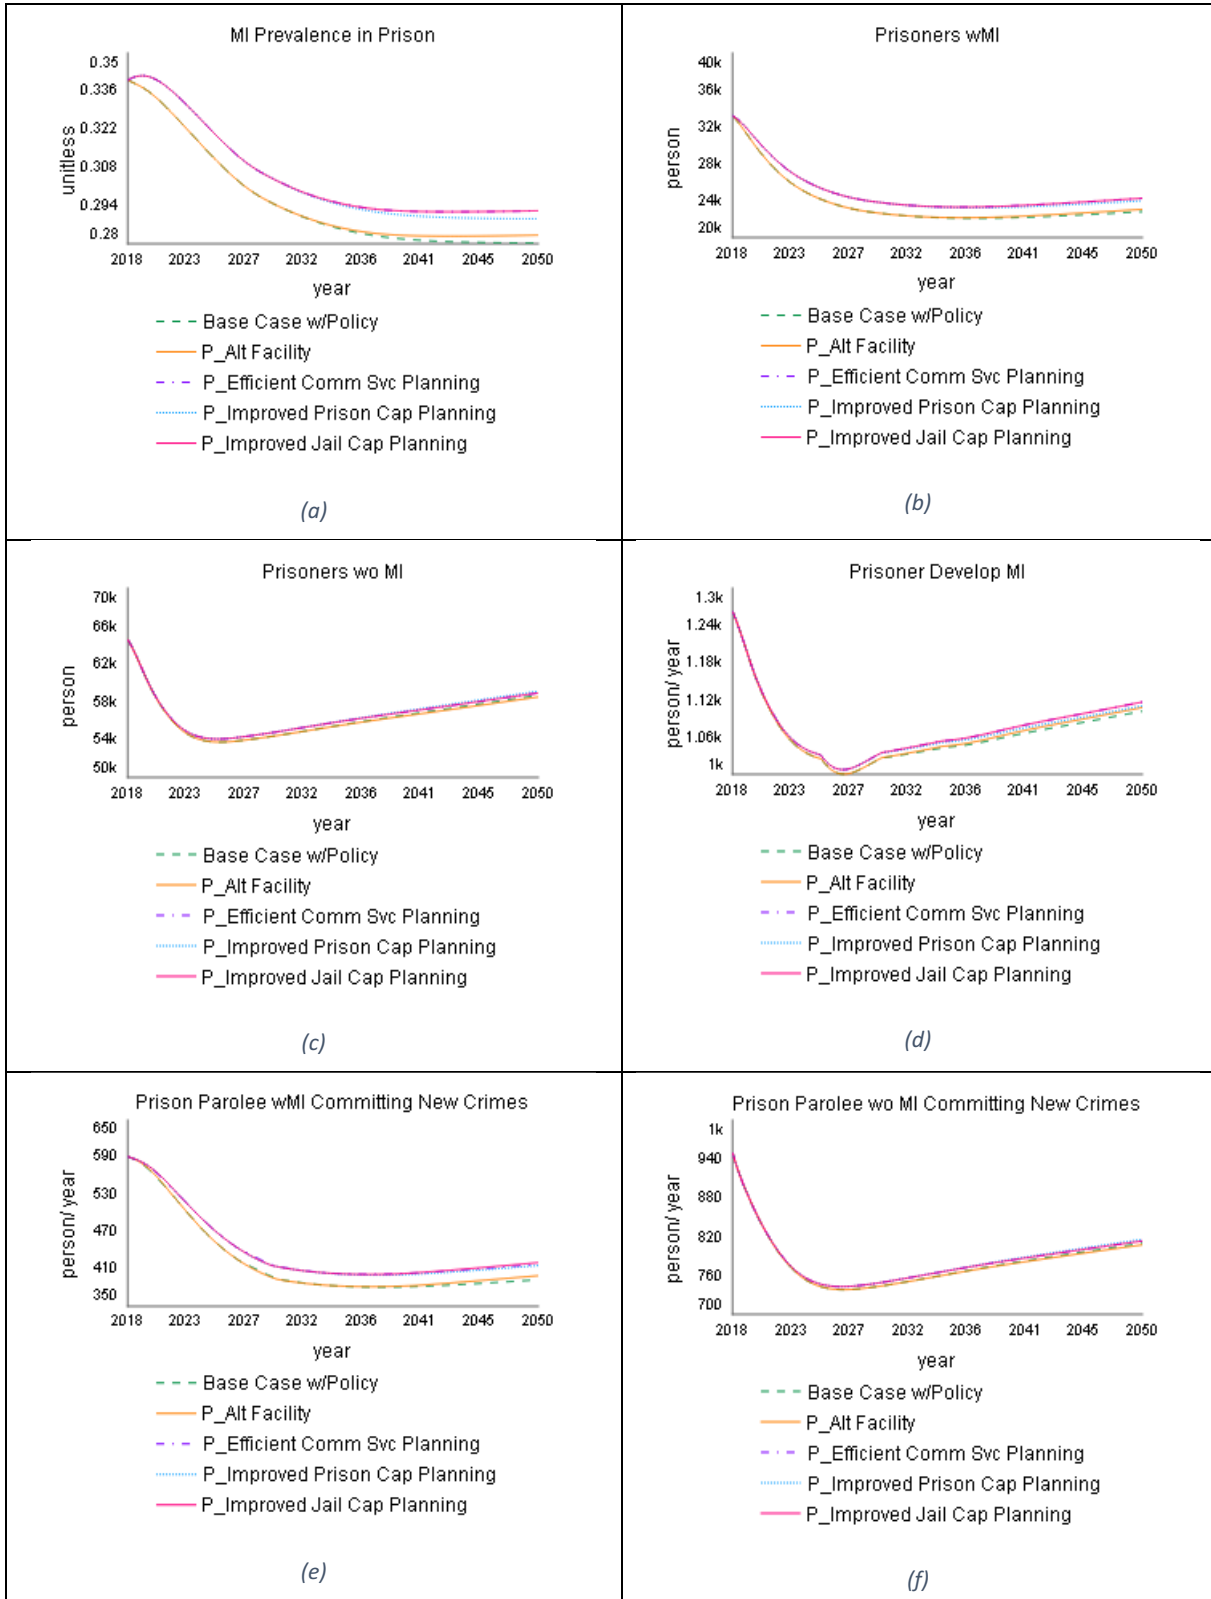 MI Prevalence in Prison
0.35
0.336
0.322
0.308
0.294
0.28
unitless
2018 2023 2027 2032 2036 2041 2045 2050
year
Base Case w/Policy
P_Alt Facility
P_Efficient Comm Svc Planning
P_Improved Prison Cap Planning
P_Improved Jail Cap Planning
(a)
Prisoners wMI
40k
36k
32k
28k
24k
20k
person
2018 2023 2027 2032 2036 2041 2045 2050
year
Base Case w/Policy
P_Alt Facility
P_Efficient Comm Svc Planning
P_Improved Prison Cap Planning
P_Improved Jail Cap Planning
(b)
Prisoners wo MI
70k
66k
62k
58k
54k
50k
person
2018 2023 2027 2032 2036 2041 2045 2050
year
Base Case w/Policy
P_Alt Facility
P_Efficient Comm Svc Planning
P_Improved Prison Cap Planning
P_Improved Jail Cap Planning
(c)
Prisoner Develop MI
1.3k
1.24k
1.18k
1.12k
1.06k
1k
person/ year
2018 2023 2027 2032 2036 2041 2045 2050
year
Base Case w/Policy
P_Alt Facility
P_Efficient Comm Svc Planning
P_Improved Prison Cap Planning
P_Improved Jail Cap Planning
(d)
Prison Parolee wMI Committing New Crimes
650
590
530
470
410
350
person/ year
2018 2023 2027 2032 2036 2041 2045 2050
year
Base Case w/Policy
P_Alt Facility
P_Efficient Comm Svc Planning
P_Improved Prison Cap Planning
P_Improved Jail Cap Planning
(e)
Prison Parolee wo MI Committing New Crimes
1k
940
880
820
760
700
person/ year
2018 2023 2027 2032 2036 2041 2045 2050
year
Base Case w/Policy
P_Alt Facility
P_Efficient Comm Svc Planning
P_Improved Prison Cap Planning
P_Improved Jail Cap Planning
(f)